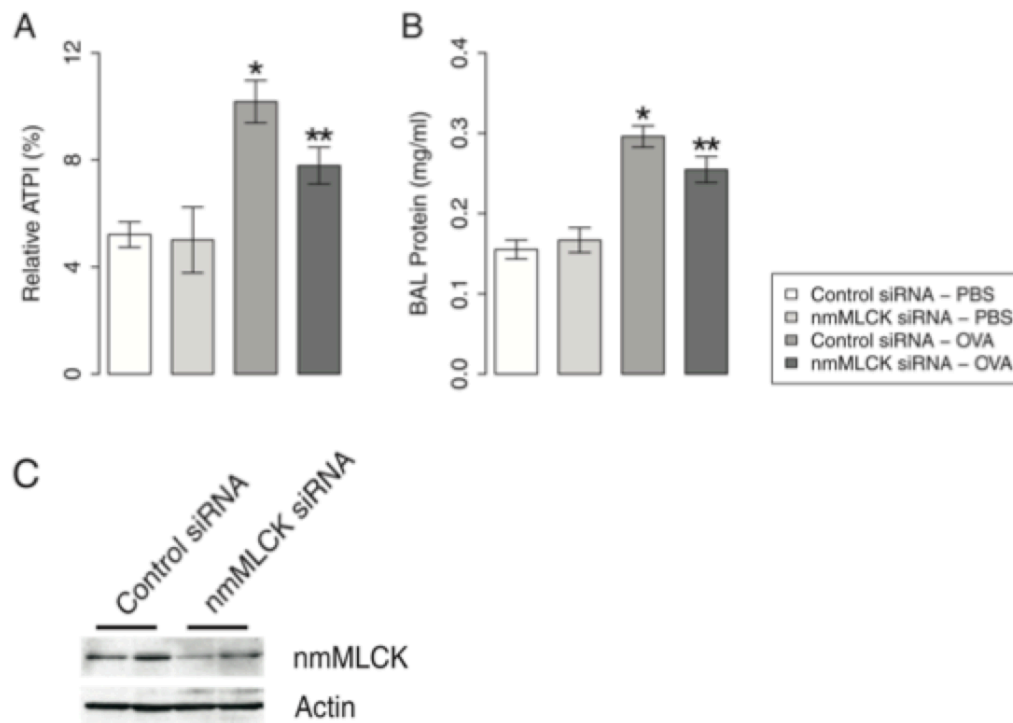 A
Relative ATPI (%)
12
8
4
0
*
**
B
BAL Protein (mg/ml)
0.4
0.3
0.2
0.1
0.0
*
**
Control siRNA – PBS
nmMLCK siRNA – PBS
Control siRNA – OVA
nmMLCK siRNA – OVA
C
Control siRNA
nmMLCK siRNA
nmMLCK
Actin